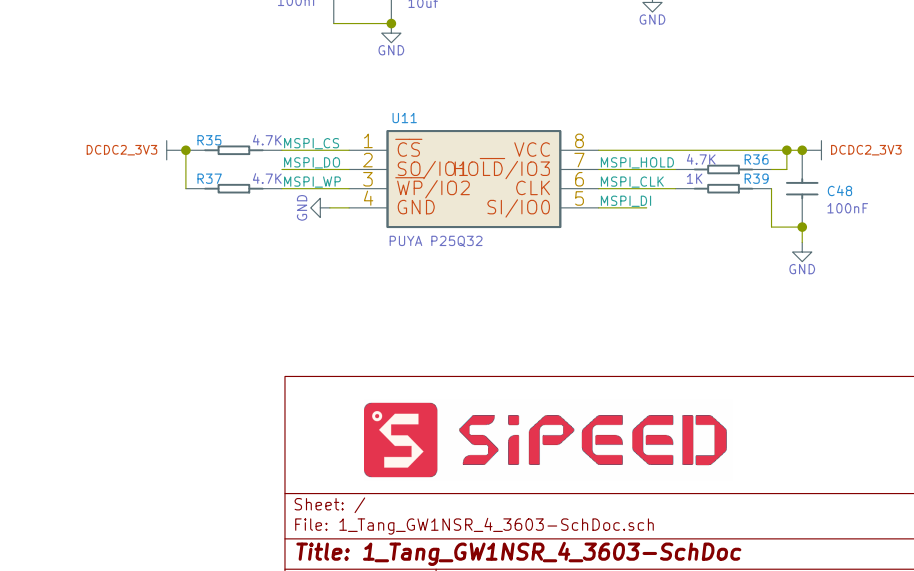 10uf
GND
GND
U11
DCDC2_3V3
R35 4.7K MSPI_CS 1 CS VCC 8 DCDC2_3V3
MSPI_DO 2 SO/IO1 HOLD/IO3 7 MSPI_HOLD 4.7K R36
R37 4.7K MSPI_WP 3 WP/IO2 CLK 6 MSPI_CLK 1K R39
GND 4 GND SI/IO0 5 MSPI_DI
C48
100nF
PUYA P25Q32
GND
SiPEED
Sheet: /
File: 1_Tang_GW1NSR_4_3603-SchDoc.sch
Title: 1_Tang_GW1NSR_4_3603-SchDoc